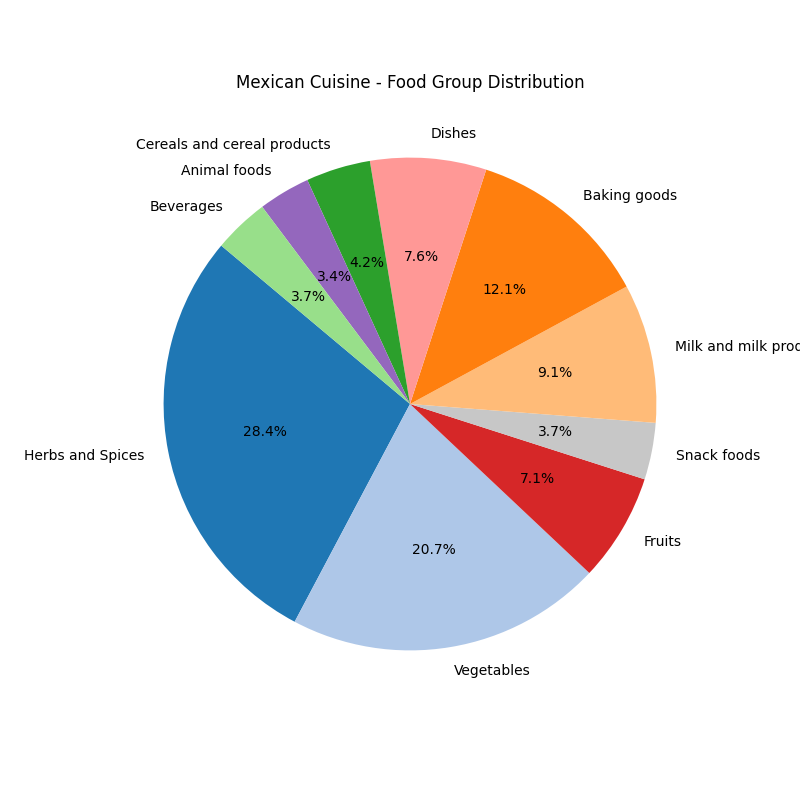 Mexican Cuisine - Food Group Distribution
Dishes
Cereals and cereal products
Animal foods
Baking goods
Beverages
7.6%
4.2%
3.4%
12.1%
3.7%
Milk and milk
9.1%
28.4%
3.7%
Herbs and Spices
Snack foods
7.1%
Fruits
20.7%
Vegetables